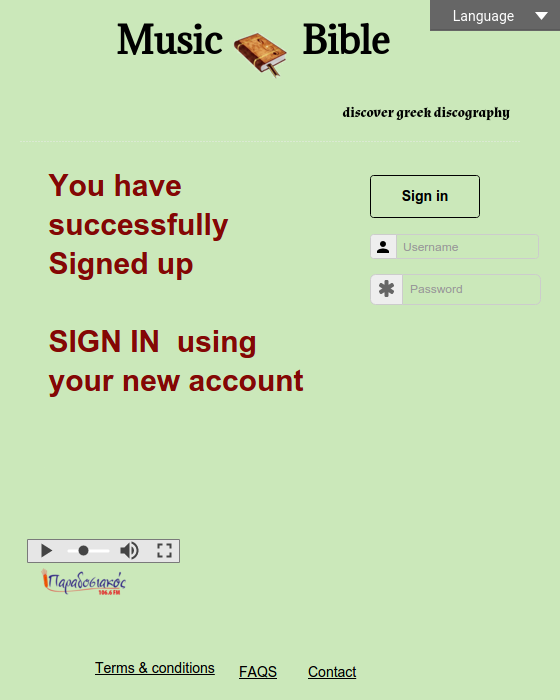 Language
Music Bible
discover greek discography
You have
successfully
Signed up
SIGN IN using
your new account
Sign in
Username
Password
Παραδοσιακός
106.6 FM
Terms & conditions FAQS Contact